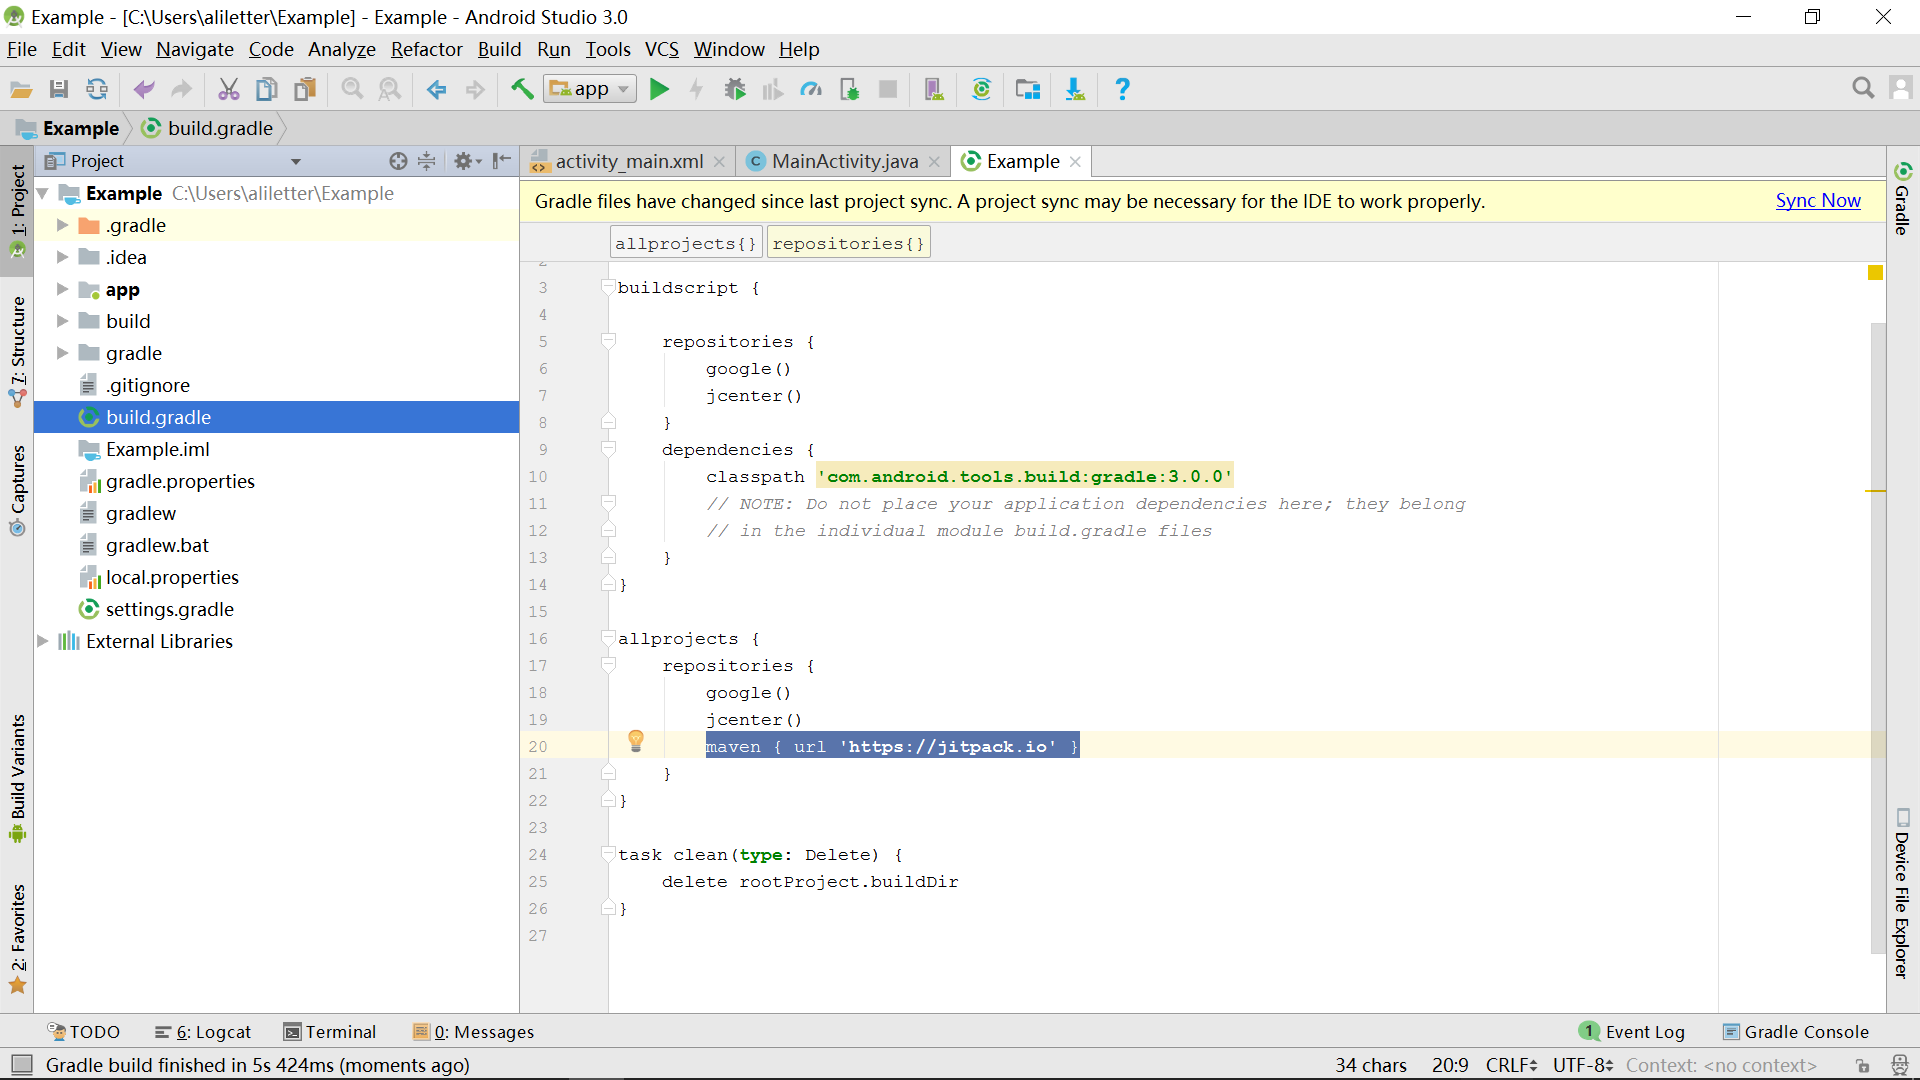 Example - [C:\Users\aliletter\Example] - Example - Android Studio 3.0
File Edit View Navigate Code Analyze Refactor Build Run Tools VCS Window Help
app
Example build.gradle
Project
activity_main.xml MainActivity.java Example
1: Project
7: Structure
Captures
Build Variants
2: Favorites
Example C:\Users\aliletter\Example
.gradle
.idea
app
build
gradle
.gitignore
build.gradle
Example.iml
gradle.properties
gradlew
gradlew.bat
local.properties
settings.gradle
External Libraries
Gradle files have changed since last project sync. A project sync may be necessary for the IDE to work properly. Sync Now
allprojects{} repositories{}
2
3 buildscript {
4
5 repositories {
6 google()
7 jcenter()
8 }
9 dependencies {
10 classpath 'com.android.tools.build:gradle:3.0.0'
11 // NOTE: Do not place your application dependencies here; they belong
12 // in the individual module build.gradle files
13 }
14 }
15
16 allprojects {
17 repositories {
18 google()
19 jcenter()
20 maven { url 'https://jitpack.io' }
21 }
22 }
23
24 task clean(type: Delete) {
25 delete rootProject.buildDir
26 }
27
Gradle
Device File Explorer
TODO 6: Logcat Terminal 0: Messages 1 Event Log Gradle Console
Gradle build finished in 5s 424ms (moments ago) 34 chars 20:9 CRLF UTF-8 Context: <no context>